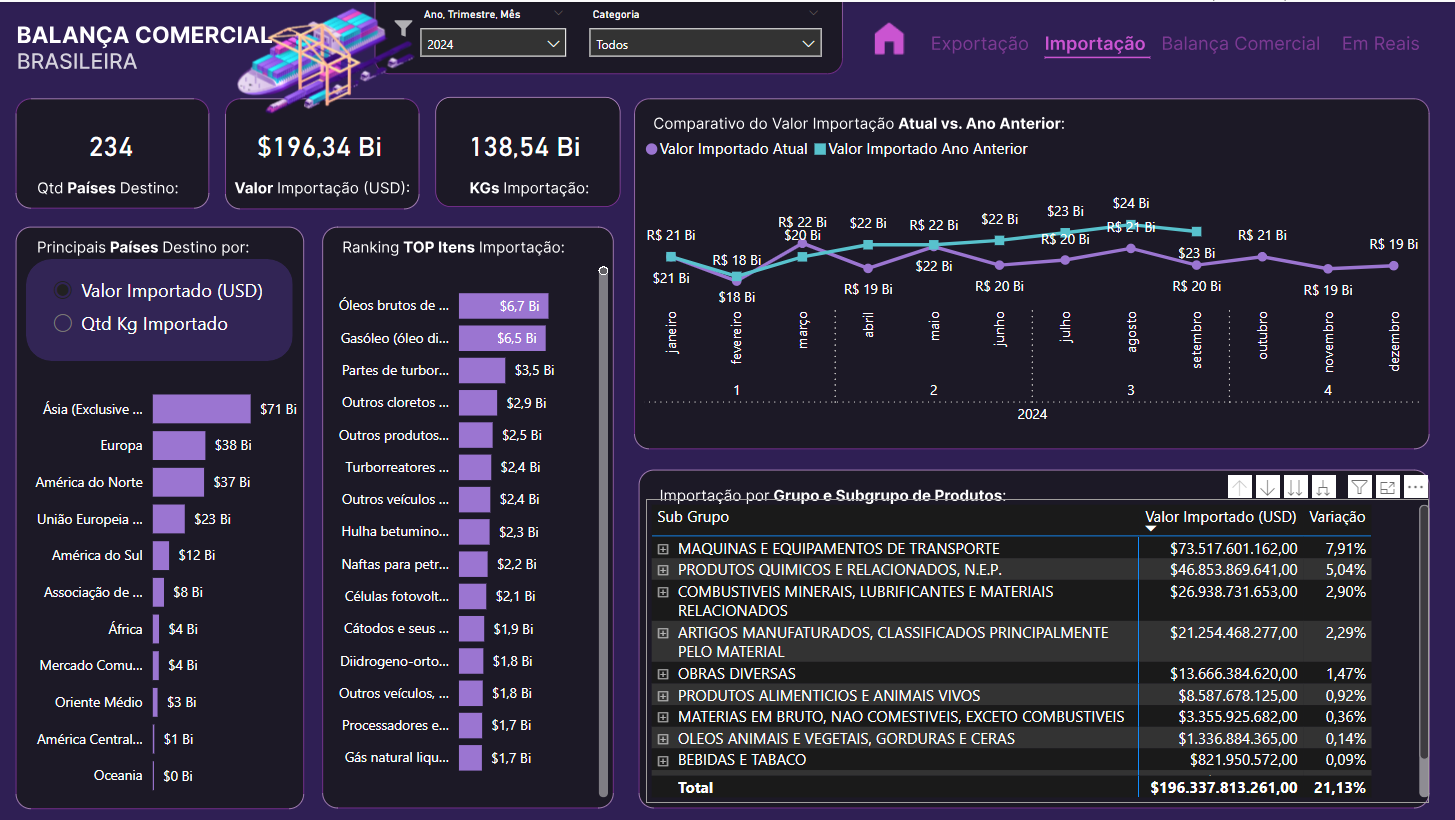 BALANÇA COMERCIAL
BRASILEIRA
Ano, Trimestre, Mês
2024
Categoria
Todos
Exportação
Importação
Balança Comercial
Em Reais
234
Qtd Países Destino:
$196,34 Bi
Valor Importação (USD):
138,54 Bi
KGs Importação:
Principais Países Destino por:
Valor Importado (USD)
Qtd Kg Importado
Ásia (Exclusive ... $71 Bi
Europa $38 Bi
América do Norte $37 Bi
União Europeia ... $23 Bi
América do Sul $12 Bi
Associação de ... $8 Bi
África $4 Bi
Mercado Comu... $4 Bi
Oriente Médio $3 Bi
América Central... $1 Bi
Oceania $0 Bi
Ranking TOP Itens Importação:
Óleos brutos de ... $6,7 Bi
Gasóleo (óleo di... $6,5 Bi
Partes de turbor... $3,5 Bi
Outros cloretos ... $2,9 Bi
Outros produtos... $2,5 Bi
Turborreatores ... $2,4 Bi
Outros veículos ... $2,4 Bi
Hulha betumino... $2,3 Bi
Naftas para petr... $2,2 Bi
Células fotovolt... $2,1 Bi
Cátodos e seus ... $1,9 Bi
Diidrogeno-orto... $1,8 Bi
Outros veículos, ... $1,8 Bi
Processadores e... $1,7 Bi
Gás natural liqu... $1,7 Bi
Comparativo do Valor Importação Atual vs. Ano Anterior:
Valor Importado Atual Valor Importado Ano Anterior
R$ 21 Bi R$ 18 Bi R$ 22 Bi R$ 19 Bi R$ 22 Bi R$ 20 Bi R$ 20 Bi R$ 21 Bi R$ 20 Bi R$ 21 Bi R$ 19 Bi R$ 19 Bi
$21 Bi $18 Bi $20 Bi $22 Bi $22 Bi $22 Bi $23 Bi $24 Bi $23 Bi
janeiro fevereiro março abril maio junho julho agosto setembro outubro novembro dezembro
1 2 3 4
2024
Importação por Grupo e Subgrupo de Produtos:
Sub Grupo Valor Importado (USD) Variação
MAQUINAS E EQUIPAMENTOS DE TRANSPORTE $73.517.601.162,00 7,91%
PRODUTOS QUIMICOS E RELACIONADOS, N.E.P. $46.853.869.641,00 5,04%
COMBUSTIVEIS MINERAIS, LUBRIFICANTES E MATERIAIS $26.938.731.653,00 2,90%
RELACIONADOS
ARTIGOS MANUFATURADOS, CLASSIFICADOS PRINCIPALMENTE $21.254.468.277,00 2,29%
PELO MATERIAL
OBRAS DIVERSAS $13.666.384.620,00 1,47%
PRODUTOS ALIMENTICIOS E ANIMAIS VIVOS $8.587.678.125,00 0,92%
MATERIAS EM BRUTO, NAO COMESTIVEIS, EXCETO COMBUSTIVEIS $3.355.925.682,00 0,36%
OLEOS ANIMAIS E VEGETAIS, GORDURAS E CERAS $1.336.884.365,00 0,14%
BEBIDAS E TABACO $821.950.572,00 0,09%
Total $196.337.813.261,00 21,13%